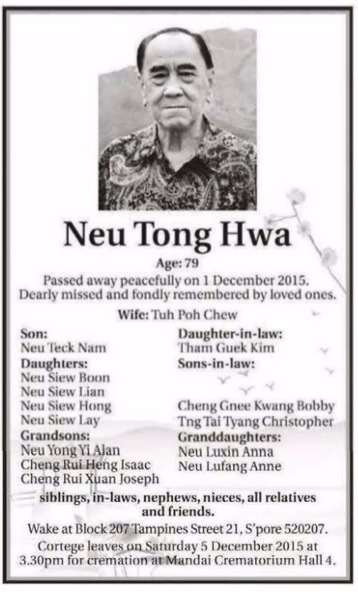 Neu Tong Hwa
Age: 79
Passed away peacefully on 1 December 2015.
Dearly missed and fondly remembered by loved ones.
Wife: Tuh Poh Chew
Son:
Neu Teck Nam
Daughter-in-law:
Tham Guek Kim
Daughters:
Neu Siew Boon
Neu Siew Lian
Neu Siew Hong
Neu Siew Lay
Sons-in-law:
Cheng Gnee Kwang Bobby
Tng Tai Tyang Christopher
Grandsons:
Neu Yong Yi Alan
Cheng Rui Heng Isaac
Cheng Rui Xuan Joseph
Granddaughters:
Neu Luxin Anna
Neu Lufang Anne
siblings, in-laws, nephews, nieces, all relatives
and friends.
Wake at Block 207 Tampines Street 21, S'pore 520207.
Cortege leaves on Saturday 5 December 2015 at
3.30pm for cremation at Mandai Crematorium Hall 4.